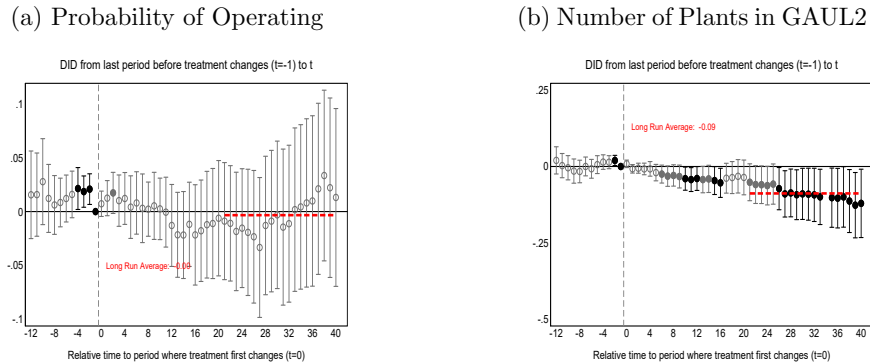 (a) Probability of Operating
DID from last period before treatment changes (t=-1) to t
.1
.05
0
-.05
-.1
Long Run Average: -0.00
-12 -8 -4 0 4 8 12 16 20 24 28 32 36 40
Relative time to period where treatment first changes (t=0)
(b) Number of Plants in GAUL2
DID from last period before treatment changes (t=-1) to t
.25
0
-.25
-.5
Long Run Average: -0.09
-12 -8 -4 0 4 8 12 16 20 24 28 32 36 40
Relative time to period where treatment first changes (t=0)